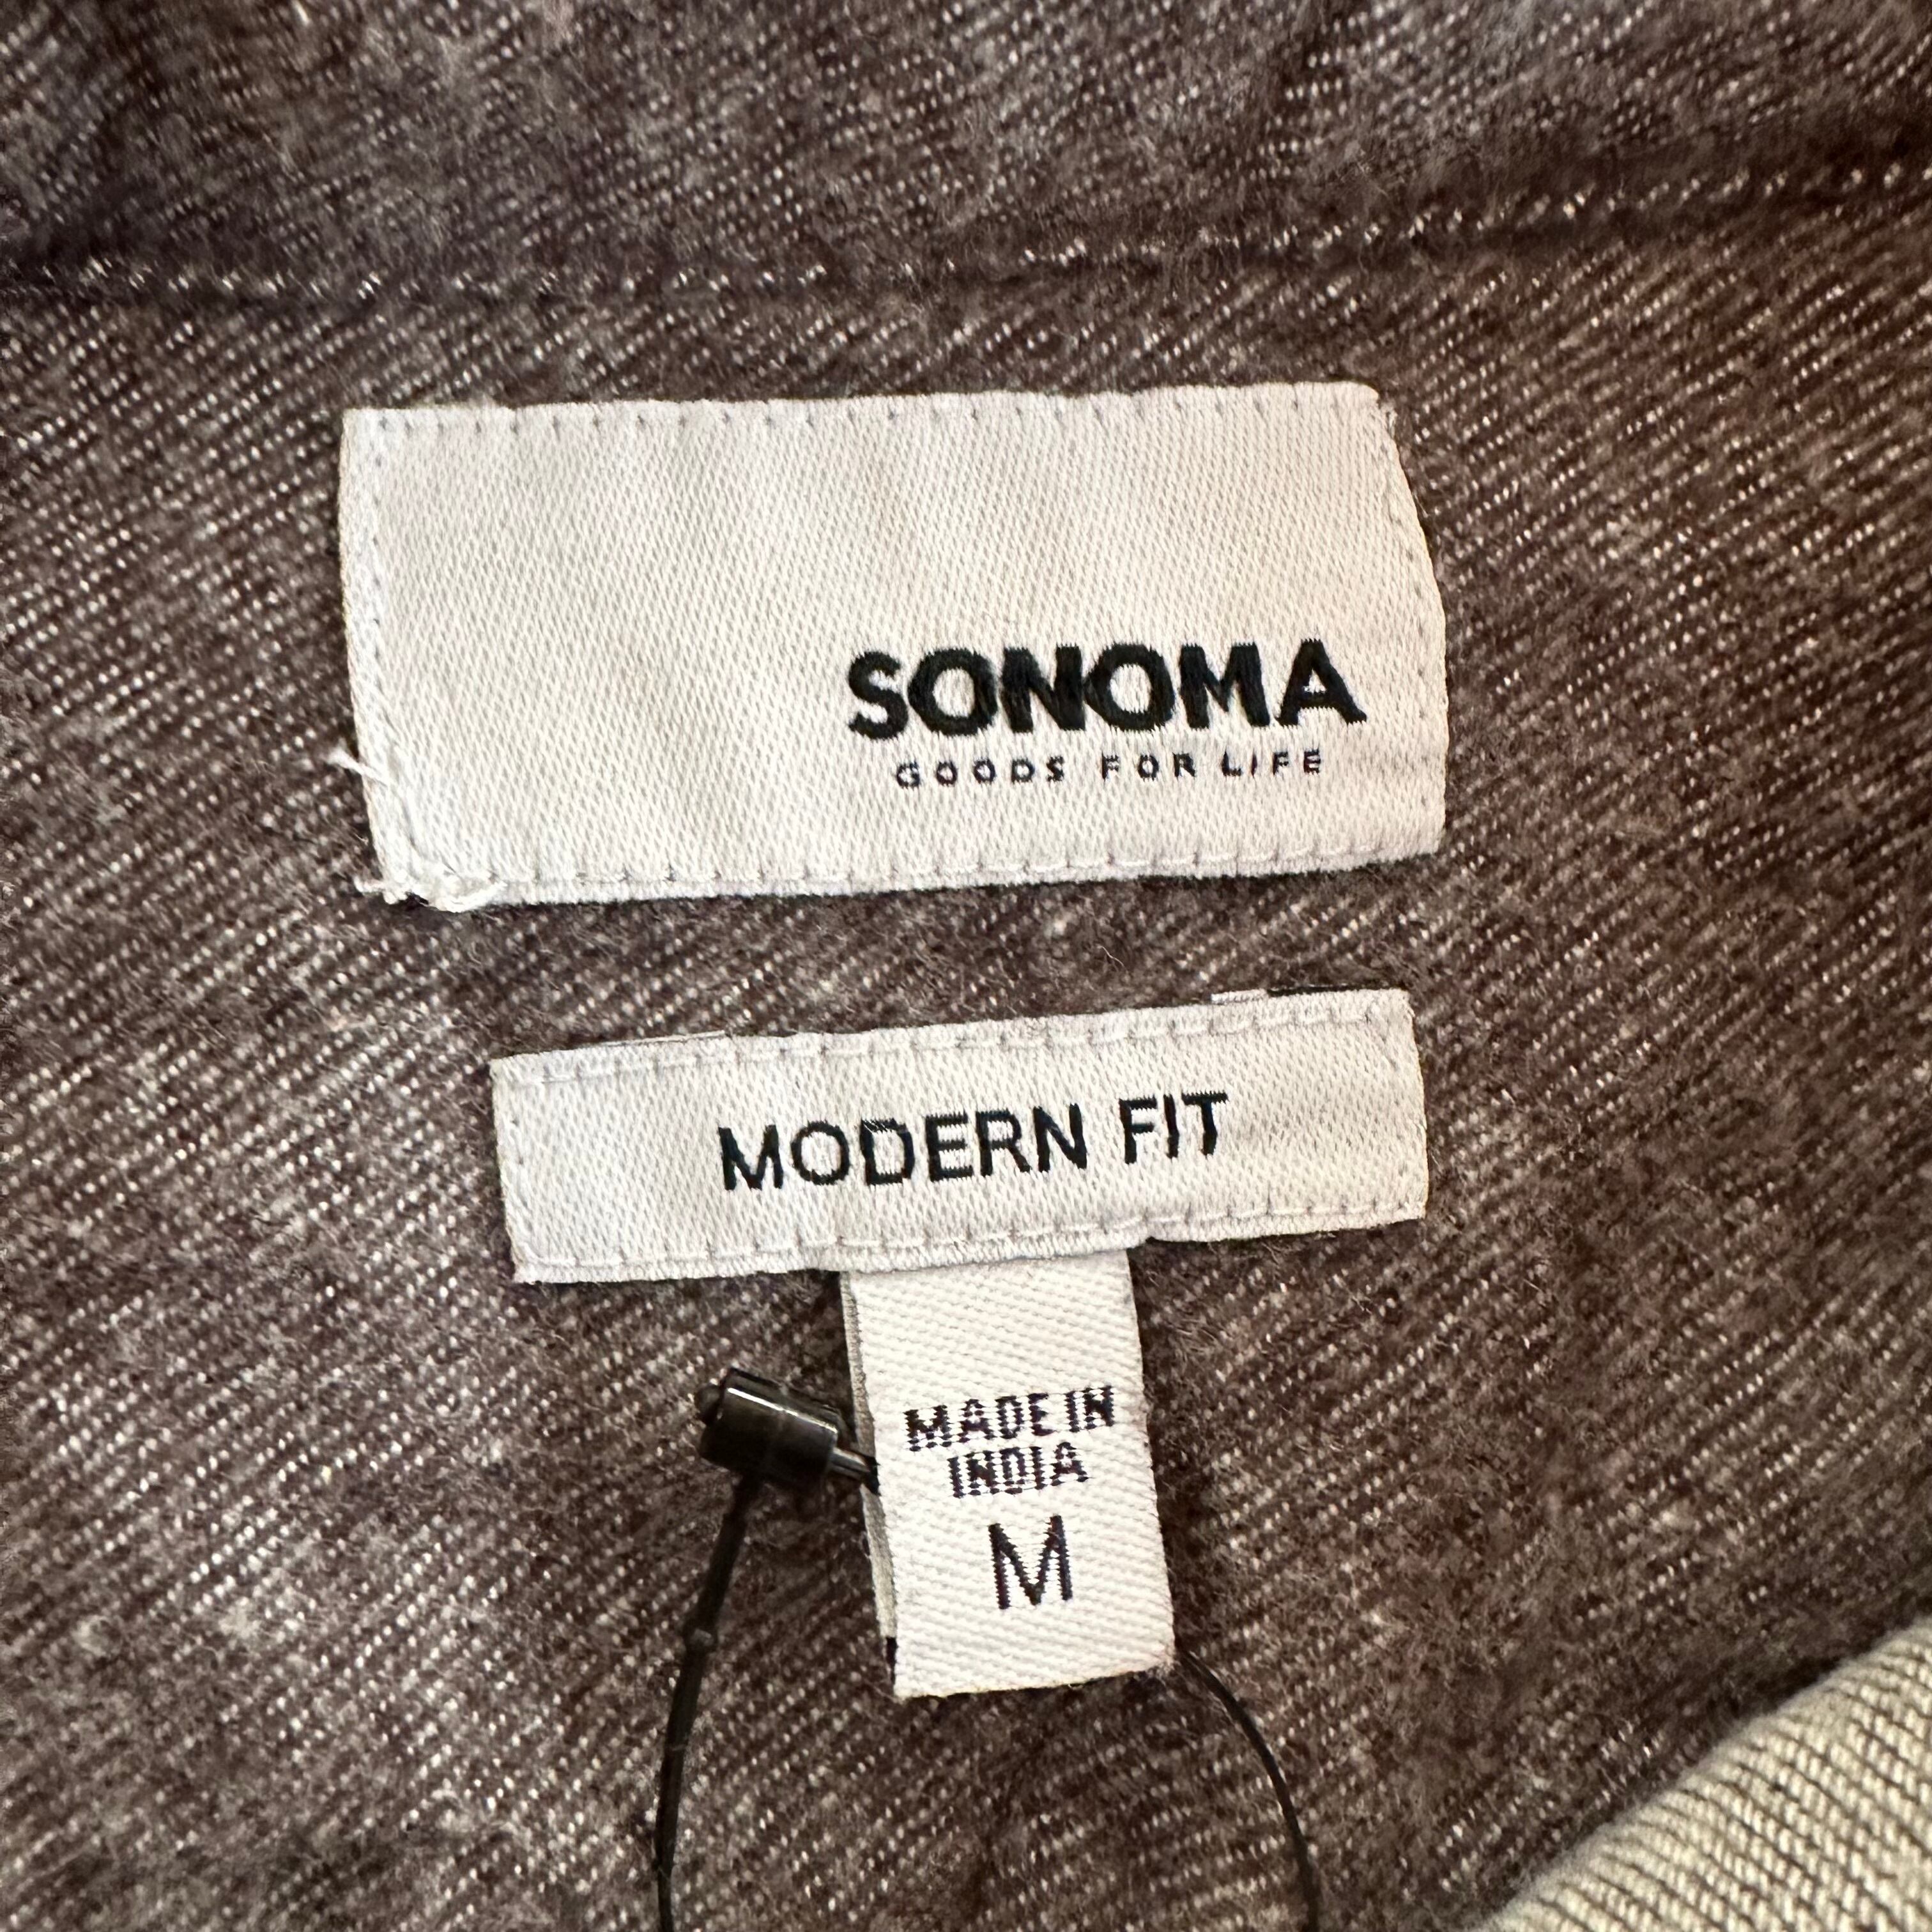 SONOMA
GOODS FOR LIFE
MODERN FIT
MADE IN
INDIA
M